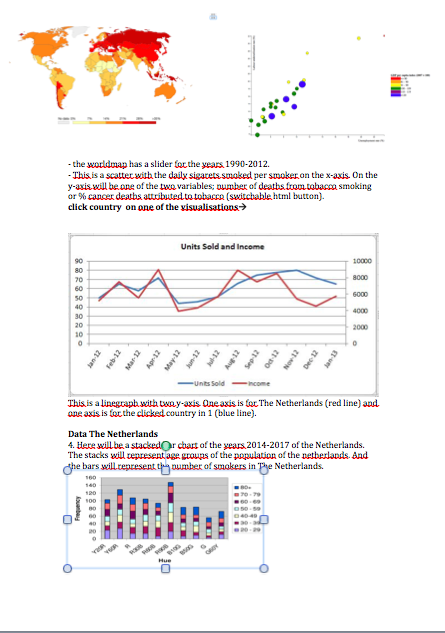 - the worldmap has a slider for the years 1990-2012.
- This is a scatter with the daily sigarets smoked per smoker on the x-axis. On the
y-axis will be one of the two variables; number of deaths from tobacco smoking
or % cancer deaths attributed to tobacco (switchable html button).
click country on one of the visualisations→
Units Sold and Income
90
80
70
60
50
40
30
20
10
0
10000
8000
6000
4000
2000
0
Jan-12
Feb-12
Mar-12
Apr-12
May-12
Jun-12
Jul-12
Aug-12
Sep-12
Oct-12
Nov-12
Dec-12
Jan-13
Units Sold
Income
This is a linegraph with two y-axis. One axis is for The Netherlands (red line) and
one axis is for the clicked country in 1 (blue line).
Data The Netherlands
4. Here will be a stacked bar chart of the years 2014-2017 of the Netherlands.
The stacks will represent age groups of the population of the netherlands. And
the bars will represent the number of smokers in The Netherlands.
160
140
120
100
80
60
40
20
0
Frequency
80+
70 - 79
60 - 69
50 - 59
40-49
30 - 39
20 - 29
Hue